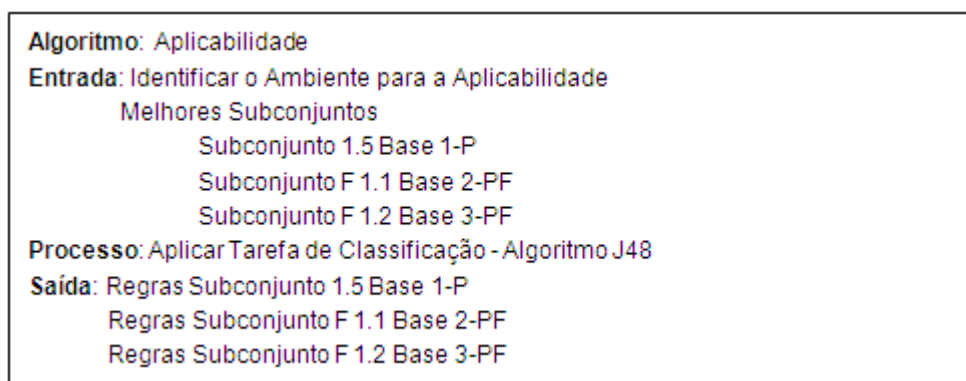 Algoritmo: Aplicabilidade
Entrada: Identificar o Ambiente para a Aplicabilidade
Melhores Subconjuntos
Subconjunto 1.5 Base 1-P
Subconjunto F 1.1 Base 2-PF
Subconjunto F 1.2 Base 3-PF
Processo: Aplicar Tarefa de Classificação - Algoritmo J48
Saída: Regras Subconjunto 1.5 Base 1-P
Regras Subconjunto F 1.1 Base 2-PF
Regras Subconjunto F 1.2 Base 3-PF